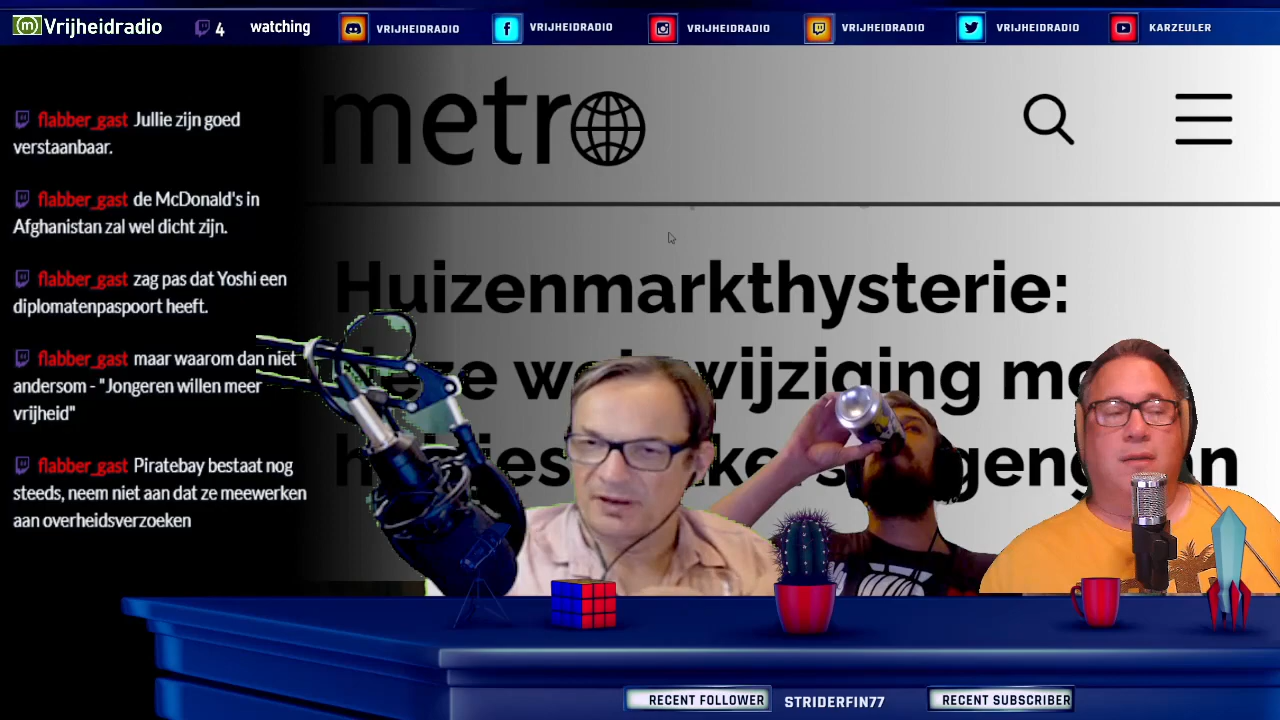 Vrijheidradio
4 watching
VRIJHEIDRADIO
VRIJHEIDRADIO
VRIJHEIDRADIO
VRIJHEIDRADIO
VRIJHEIDRADIO
KARZEULER
flabber_gast Jullie zijn goed
verstaanbaar.
flabber_gast de McDonald's in
Afghanistan zal wel dicht zijn.
flabber_gast zag pas dat Yoshi een
diplomatenpaspoort heeft.
flabber_gast maar waarom dan niet
andersom - "Jongeren willen meer
vrijheid"
flabber_gast Piratebay bestaat nog
steeds, neem niet aan dat ze meewerken
aan overheidsverzoeken
metro
Huizenmarkthysterie:
deze
RECENT FOLLOWER STRIDERFIN77 RECENT SUBSCRIBER